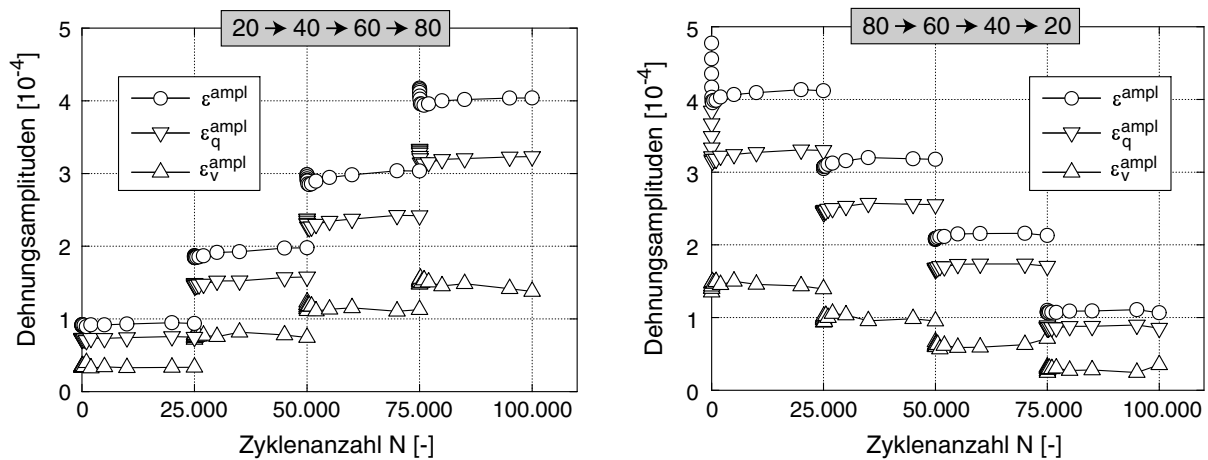 20 → 40 → 60 → 80
Dehnungsamplituden [10⁻⁴]
5
4
3
2
1
0
ε^ampl
ε_q^ampl
ε_v^ampl
0 25.000 50.000 75.000 100.000
Zyklenanzahl N [-]
80 → 60 → 40 → 20
Dehnungsamplituden [10⁻⁴]
5
4
3
2
1
0
ε^ampl
ε_q^ampl
ε_v^ampl
0 25.000 50.000 75.000 100.000
Zyklenanzahl N [-]